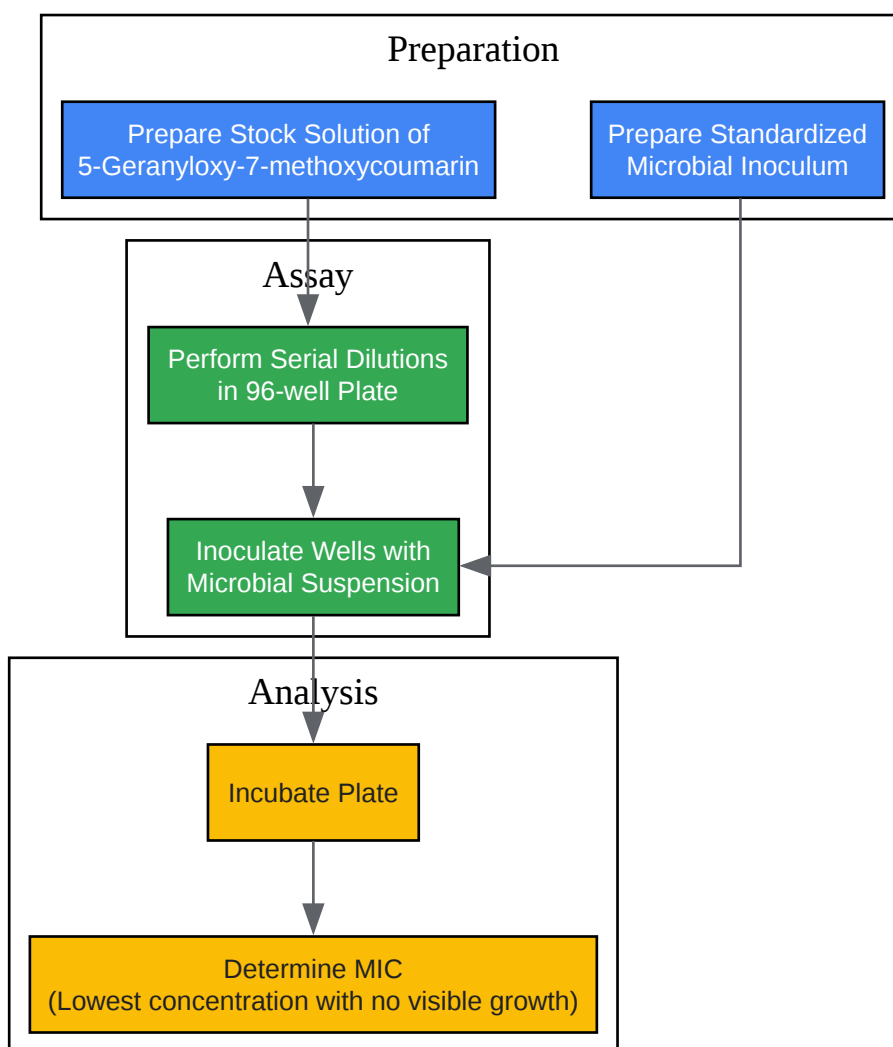 Preparation
Prepare Stock Solution of
5-Geranyloxy-7-methoxycoumarin
Prepare Standardized
Microbial Inoculum
Assay
Perform Serial Dilutions
in 96-well Plate
Inoculate Wells with
Microbial Suspension
Analysis
Incubate Plate
Determine MIC
(Lowest concentration with no visible growth)